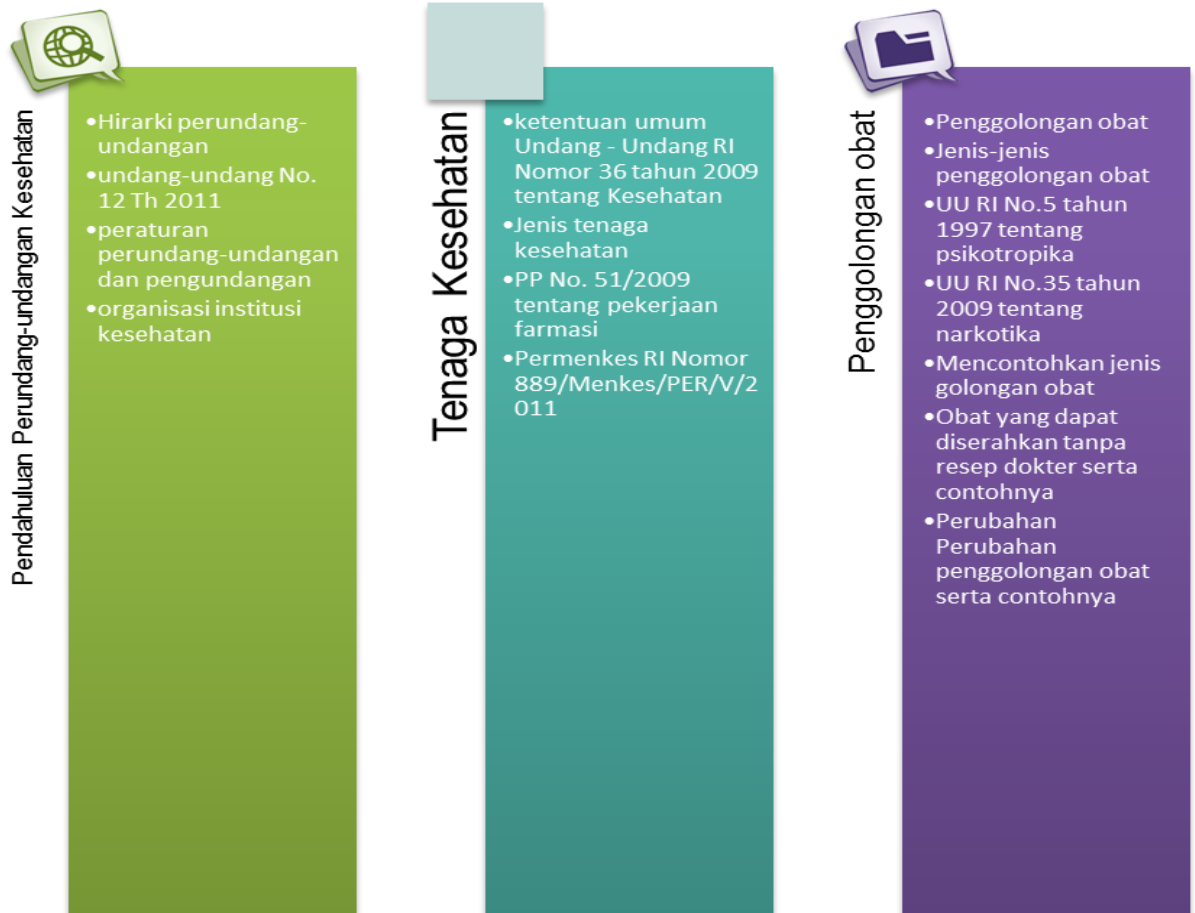 Pendahuluan Perundang-undangan Kesehatan
•Hirarki perundang-
undangan
•undang-undang No.
12 Th 2011
•peraturan
perundang-undangan
dan pengundangan
•organisasi institusi
kesehatan
Tenaga Kesehatan
•ketentuan umum
Undang - Undang RI
Nomor 36 tahun 2009
tentang Kesehatan
•Jenis tenaga
kesehatan
•PP No. 51/2009
tentang pekerjaan
farmasi
•Permenkes RI Nomor
889/Menkes/PER/V/2
011
Penggolongan obat
•Penggolongan obat
•Jenis-jenis
penggolongan obat
•UU RI No.5 tahun
1997 tentang
psikotropika
•UU RI No.35 tahun
2009 tentang
narkotika
•Mencontohkan jenis
golongan obat
•Obat yang dapat
diserahkan tanpa
resep dokter serta
contohnya
•Perubahan
Perubahan
penggolongan obat
serta contohnya